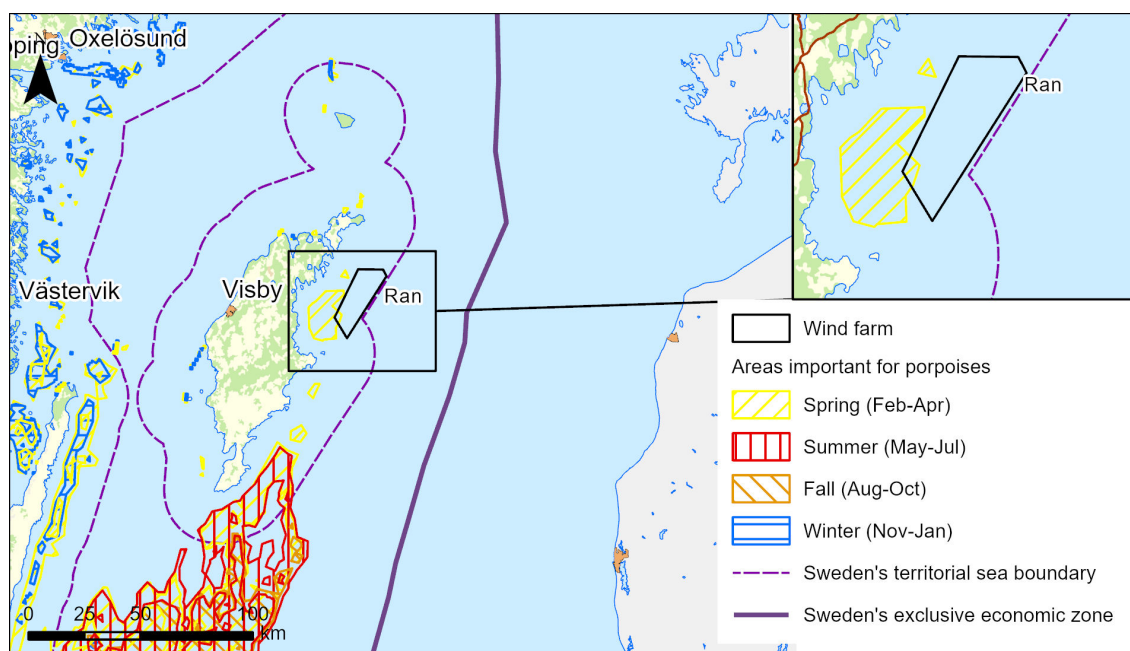 Oxelösund
ping
Västervik
Visby
Ran
Ran
0 25 50 100
km
Wind farm
Areas important for porpoises
Spring (Feb-Apr)
Summer (May-Jul)
Fall (Aug-Oct)
Winter (Nov-Jan)
Sweden's territorial sea boundary
Sweden's exclusive economic zone